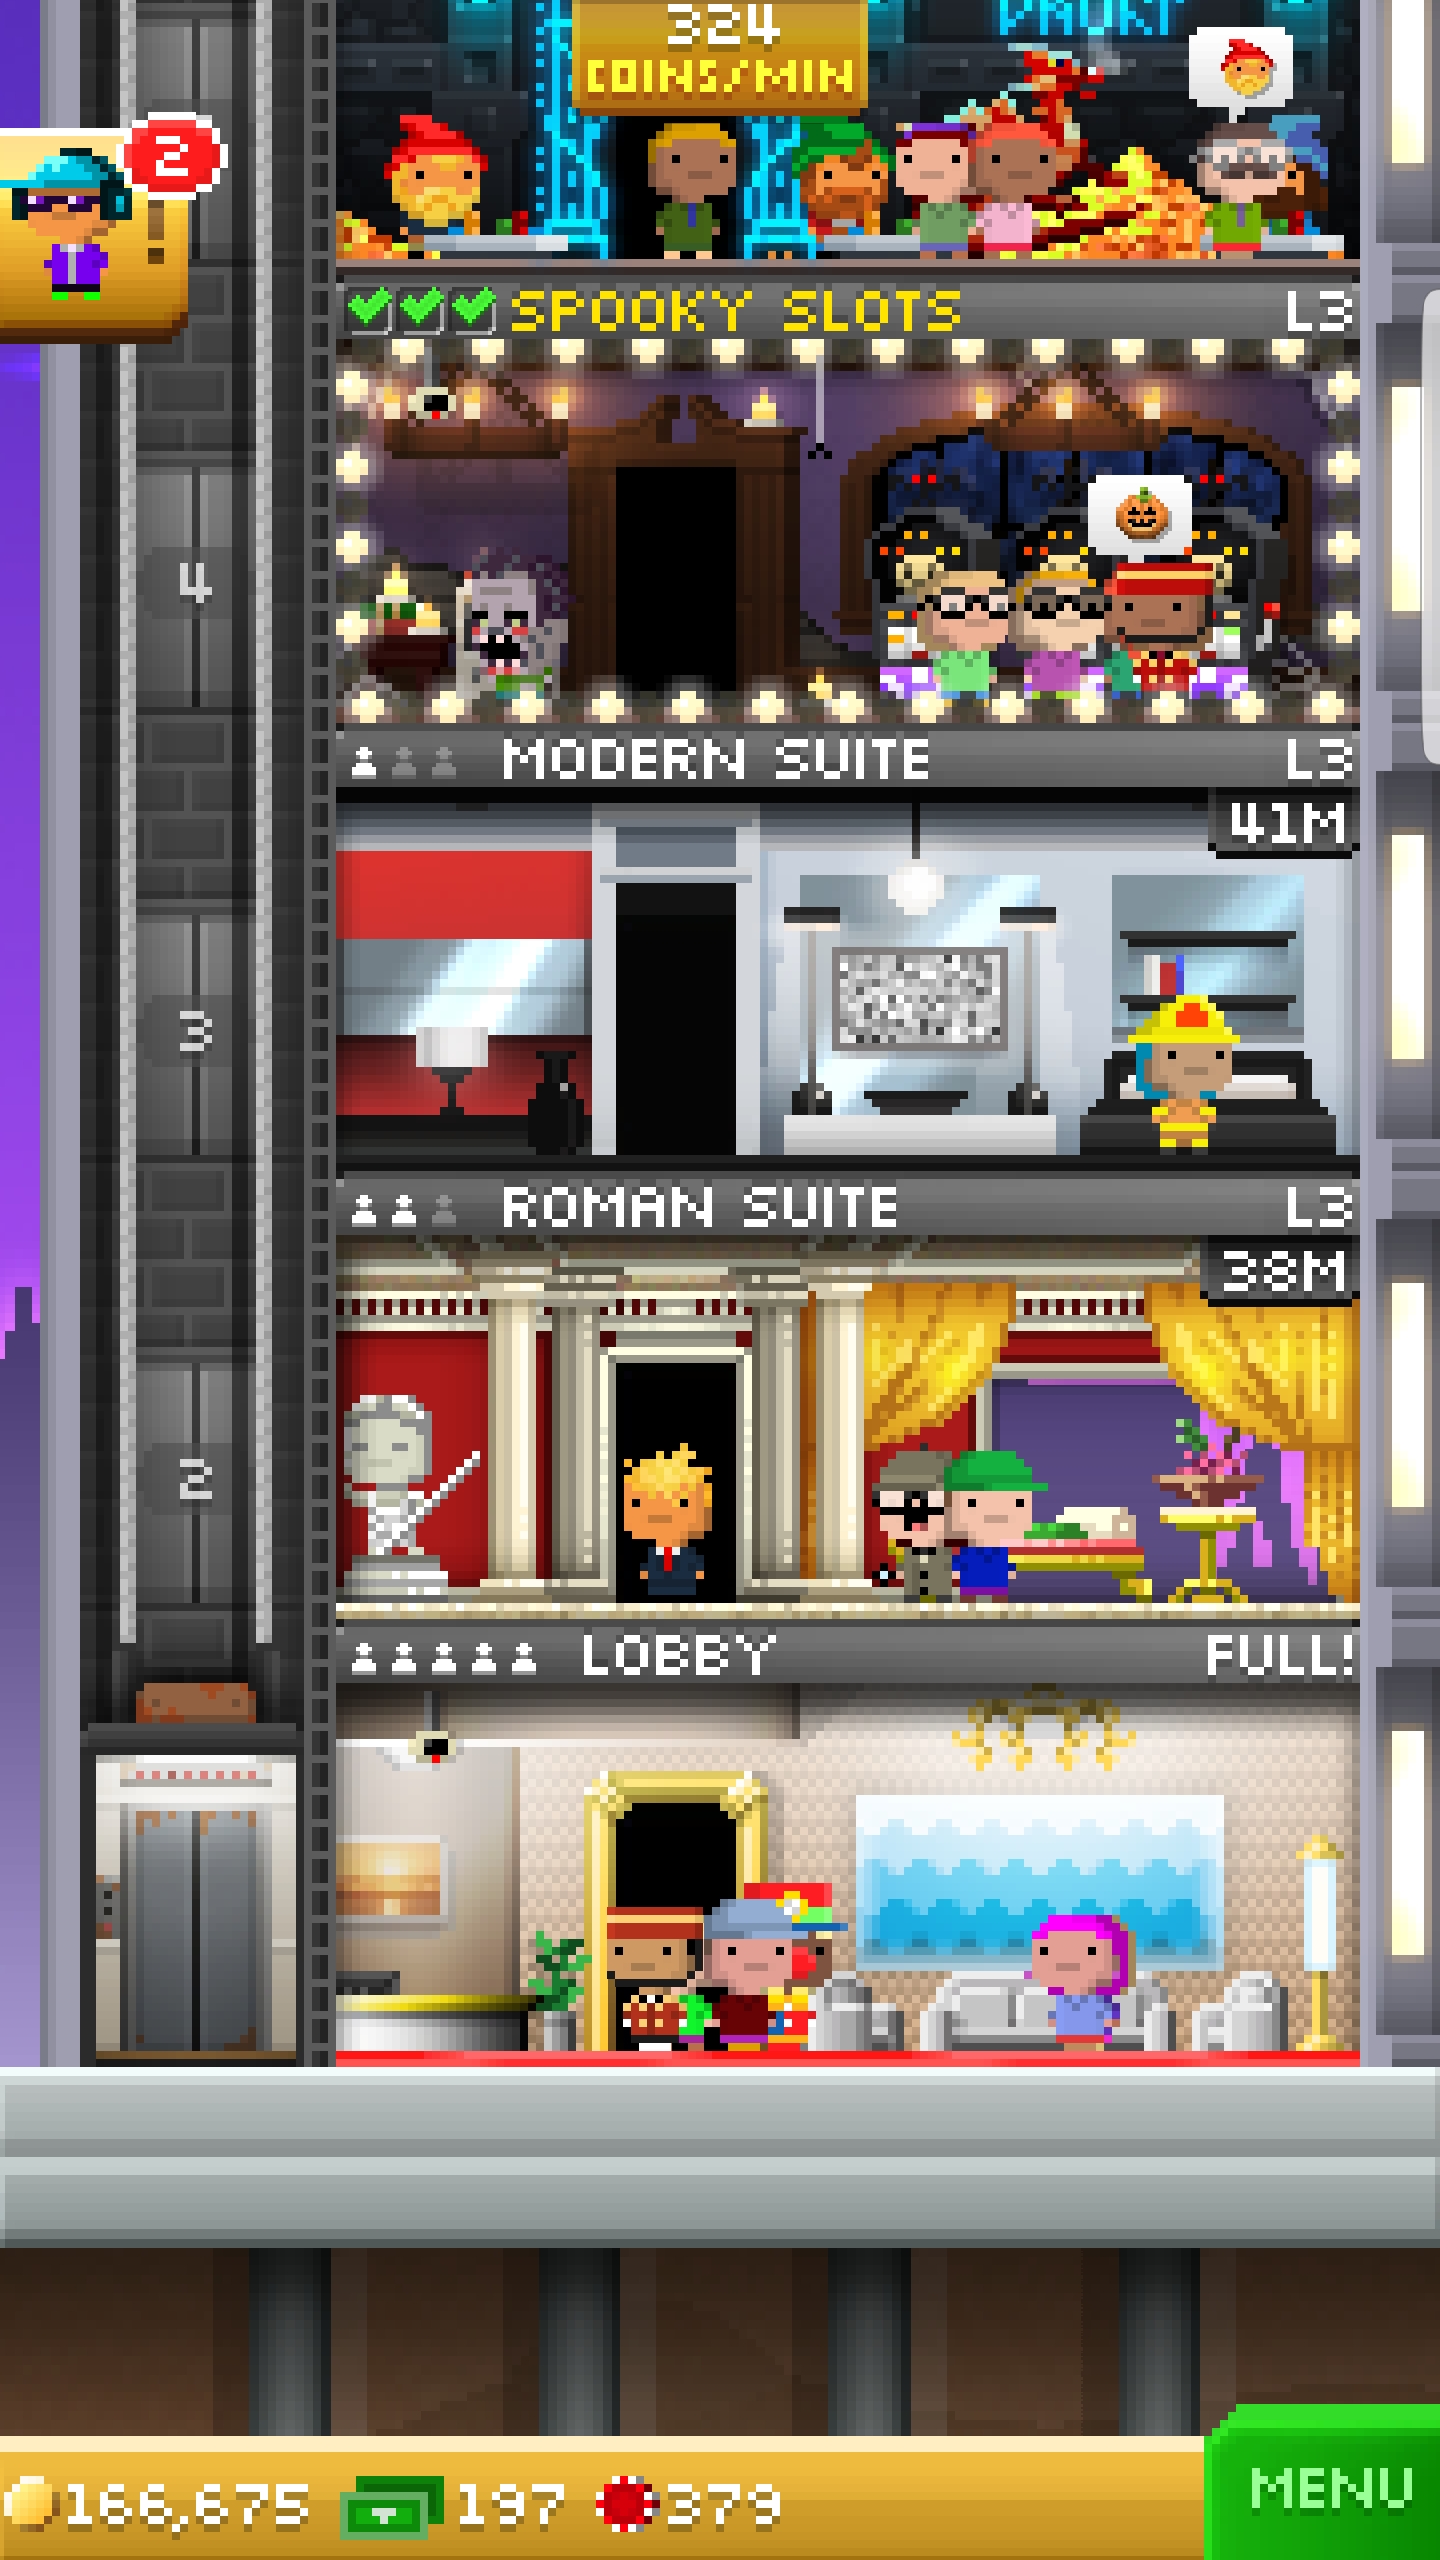 324
COINS/MIN
2
SPOOKY SLOTS L3
4
MODERN SUITE L3
41M
3
ROMAN SUITE L3
38M
2
LOBBY FULL!
166,675 197 379
MENU